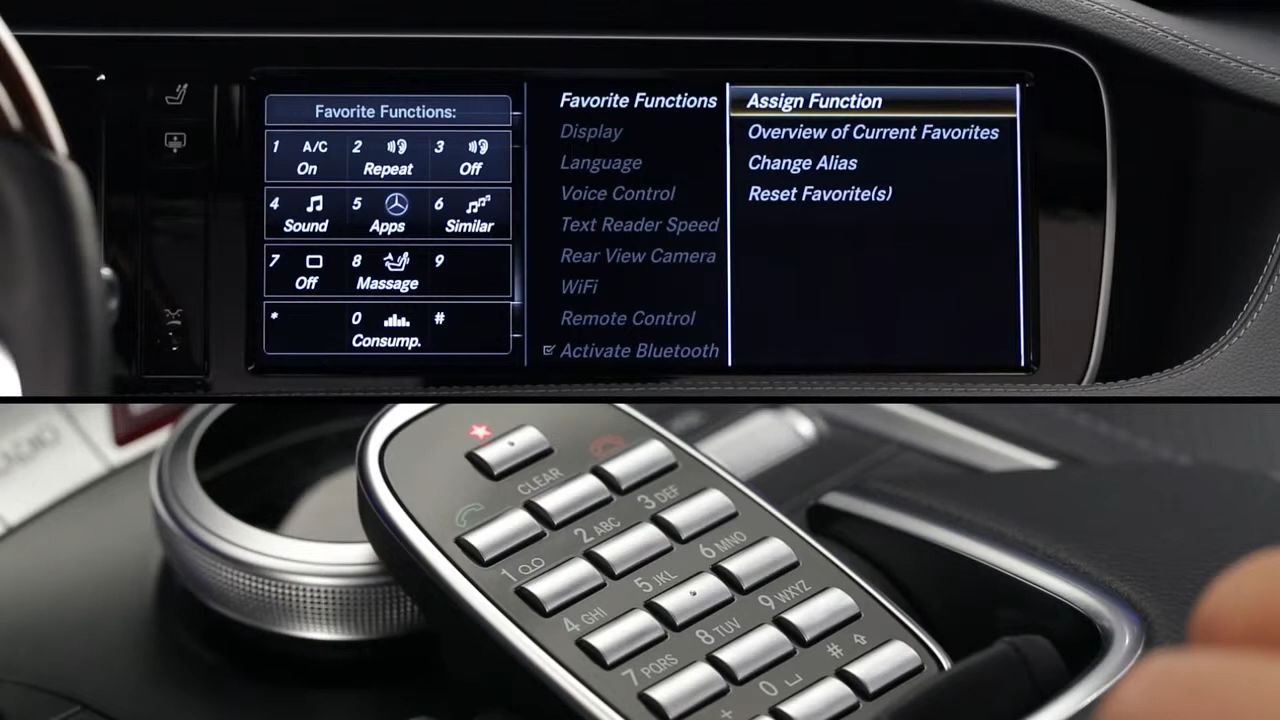 Favorite Functions:
1 A/C 2 3
On Repeat Off
4 5 6
Sound Apps Similar
7 8 9
Off Massage
* 0 #
Consump.
Favorite Functions
Display
Language
Voice Control
Text Reader Speed
Rear View Camera
WiFi
Remote Control
Activate Bluetooth
Assign Function
Overview of Current Favorites
Change Alias
Reset Favorite(s)
RADIO
CLEAR
1
2 ABC
3 DEF
4 GHI
5 JKL
6 MNO
7 PQRS
8 TUV
9 WXYZ
+
0
#